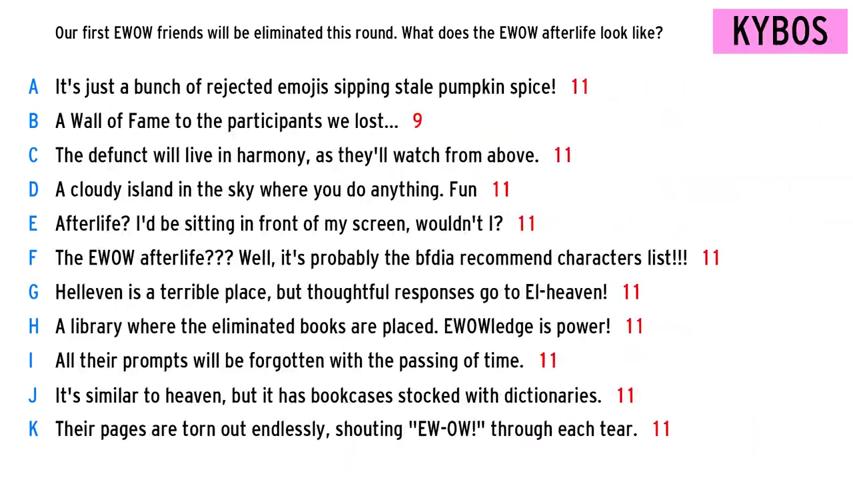 Our first EWOW friends will be eliminated this round. What does the EWOW afterlife look like?
KYBOS
A It's just a bunch of rejected emojis sipping stale pumpkin spice! 11
B A Wall of Fame to the participants we lost... 9
C The defunct will live in harmony, as they'll watch from above. 11
D A cloudy island in the sky where you do anything. Fun 11
E Afterlife? I'd be sitting in front of my screen, wouldn't I? 11
F The EWOW afterlife??? Well, it's probably the bfdia recommend characters list!!! 11
G Helleven is a terrible place, but thoughtful responses go to El-heaven! 11
H A library where the eliminated books are placed. EWOWledge is power! 11
I All their prompts will be forgotten with the passing of time. 11
J It's similar to heaven, but it has bookcases stocked with dictionaries. 11
K Their pages are torn out endlessly, shouting "EW-OW!" through each tear. 11